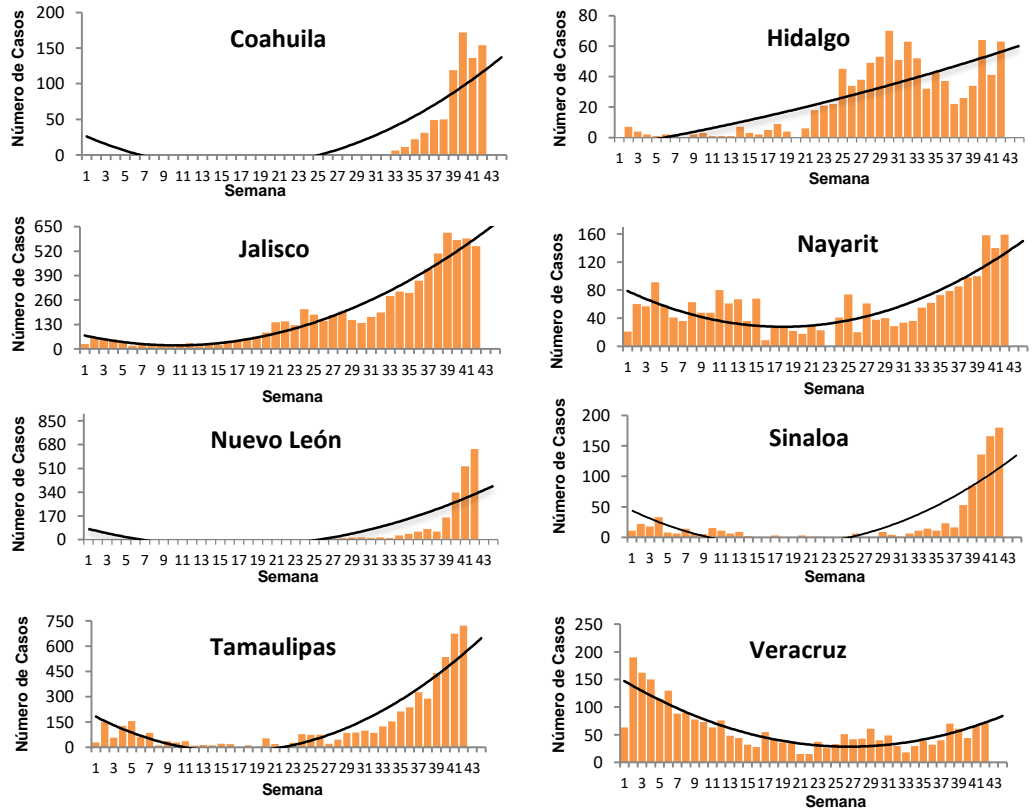 Coahuila
Número de Casos
200
150
100
50
0
1 3 5 7 9 11 13 15 17 19 21 23 25 27 29 31 33 35 37 39 41 43
Semana
Hidalgo
Número de Casos
80
60
40
20
0
1 3 5 7 9 11 13 15 17 19 21 23 25 27 29 31 33 35 37 39 41 43
Semana
Jalisco
Número de Casos
650
520
390
260
130
0
1 3 5 7 9 11 13 15 17 19 21 23 25 27 29 31 33 35 37 39 41 43
Semana
Nayarit
Número de Casos
160
120
80
40
0
1 3 5 7 9 11 13 15 17 19 21 23 25 27 29 31 33 35 37 39 41 43
Semana
Nuevo León
Número de Casos
850
680
510
340
170
0
1 3 5 7 9 11 13 15 17 19 21 23 25 27 29 31 33 35 37 39 41 43
Semana
Sinaloa
Número de Casos
200
150
100
50
0
1 3 5 7 9 11 13 15 17 19 21 23 25 27 29 31 33 35 37 39 41 43
Semana
Tamaulipas
Número de Casos
750
600
450
300
150
0
1 3 5 7 9 11 13 15 17 19 21 23 25 27 29 31 33 35 37 39 41 43
Semana
Veracruz
Número de Casos
250
200
150
100
50
0
1 3 5 7 9 11 13 15 17 19 21 23 25 27 29 31 33 35 37 39 41 43
Semana